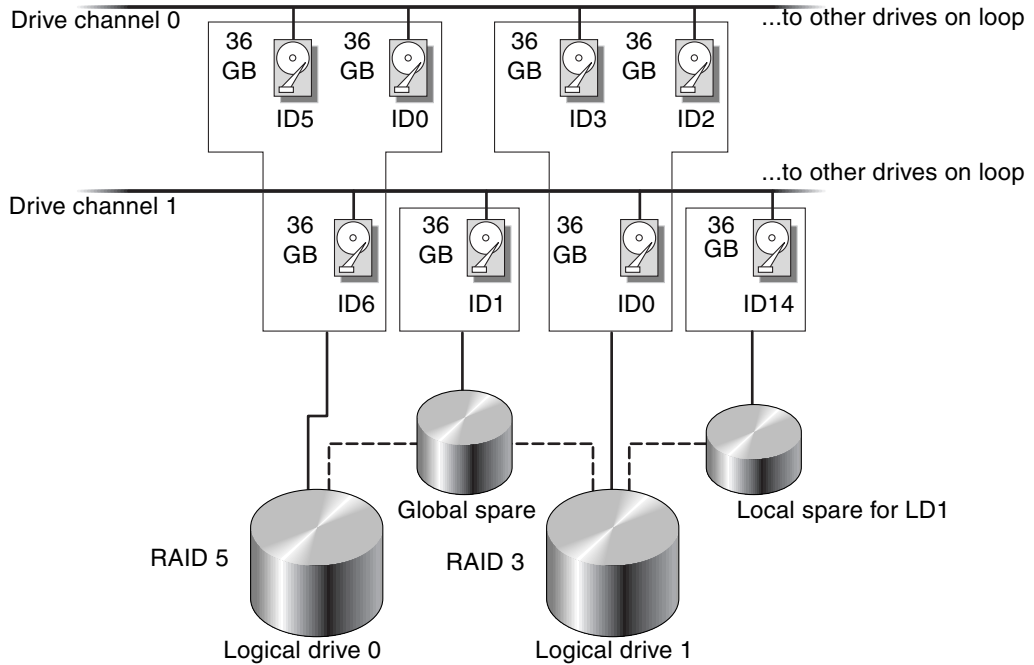 Drive channel 0
...to other drives on loop
36
GB
ID5
36
GB
ID0
36
GB
ID3
36
GB
ID2
...to other drives on loop
Drive channel 1
36
GB
ID6
36
GB
ID1
36
GB
ID0
36
GB
ID14
Global spare
Local spare for LD1
RAID 5
RAID 3
Logical drive 0
Logical drive 1